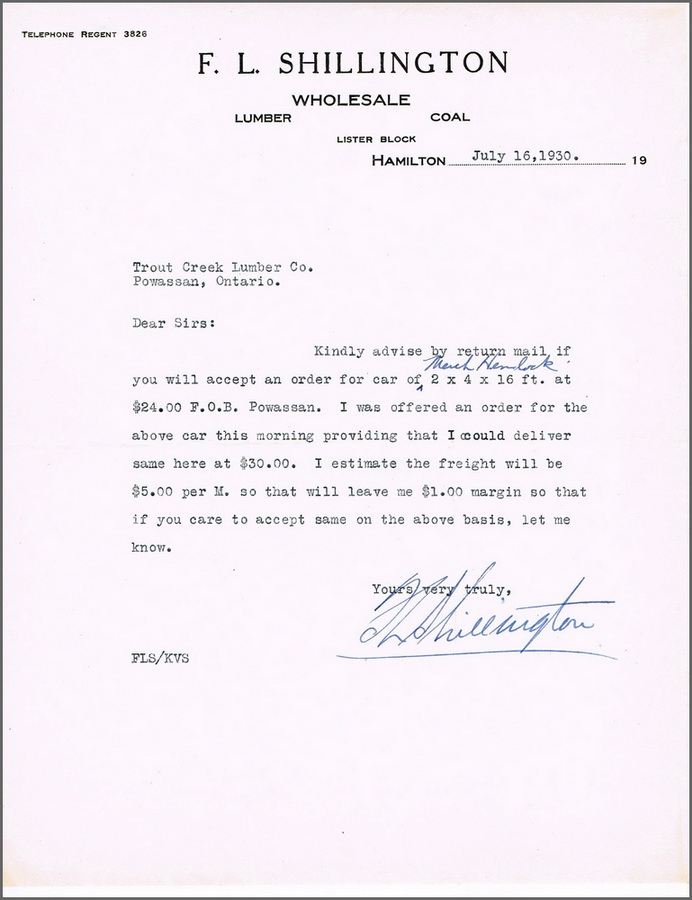 TELEPHONE REGENT 3826
F. L. SHILLINGTON
WHOLESALE
LUMBER COAL
LISTER BLOCK
HAMILTON July 16,1930. 19
Trout Creek Lumber Co.
Powassan, Ontario.
Dear Sirs:
Kindly advise by return mail if
Merch Hemlock
you will accept an order for car of 2 x 4 x 16 ft. at
$24.00 F.O.B. Powassan. I was offered an order for the
above car this morning providing that I could deliver
same here at $30.00. I estimate the freight will be
$5.00 per M. so that will leave me $1.00 margin so that
if you care to accept same on the above basis, let me
know.
Yours very truly,
F L Shillington
FLS/KVS